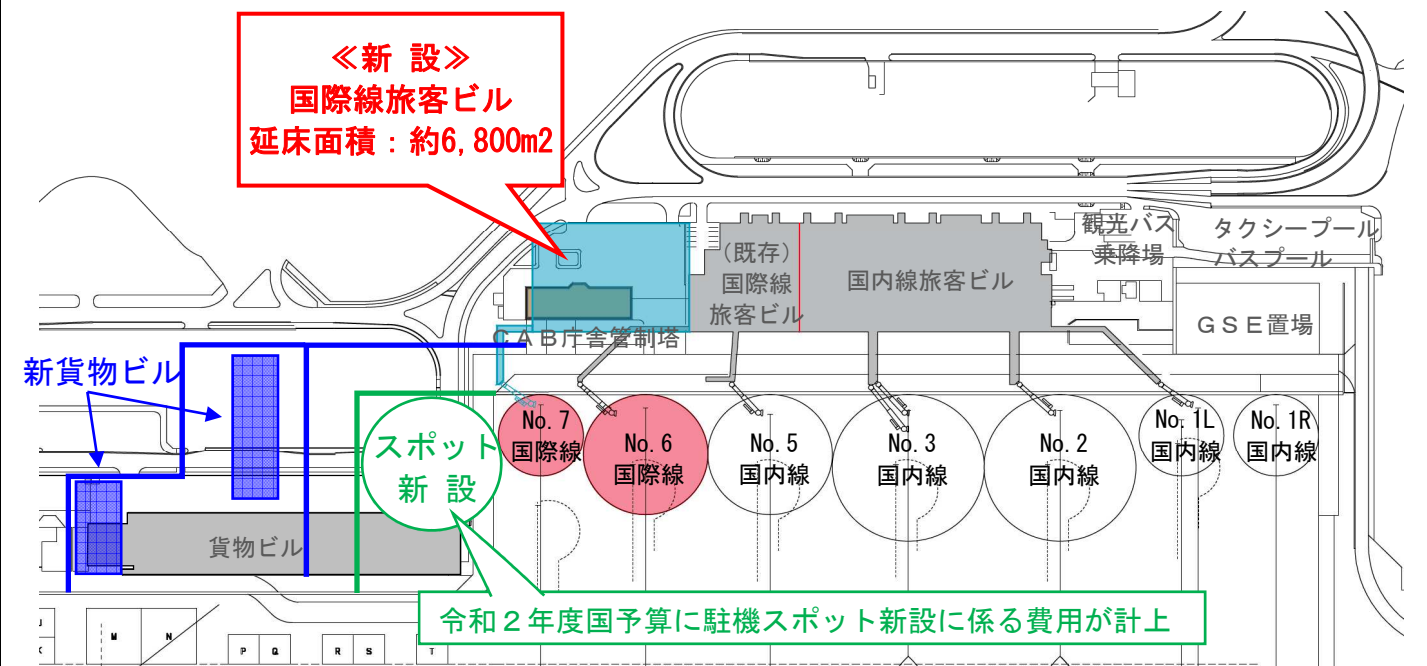 ≪新 設≫
国際線旅客ビル
延床面積：約6,800m2
観光バス
乗降場
タクシープール
バスプール
(既存)
国際線
旅客ビル
国内線旅客ビル
GSE置場
CAB庁舎管制塔
新貨物ビル
スポット
新 設
No.7
国際線
No.6
国際線
No.5
国内線
No.3
国内線
No.2
国内線
No.1L
国内線
No.1R
国内線
貨物ビル
令和２年度国予算に駐機スポット新設に係る費用が計上
M
N
P
Q
R
S
T